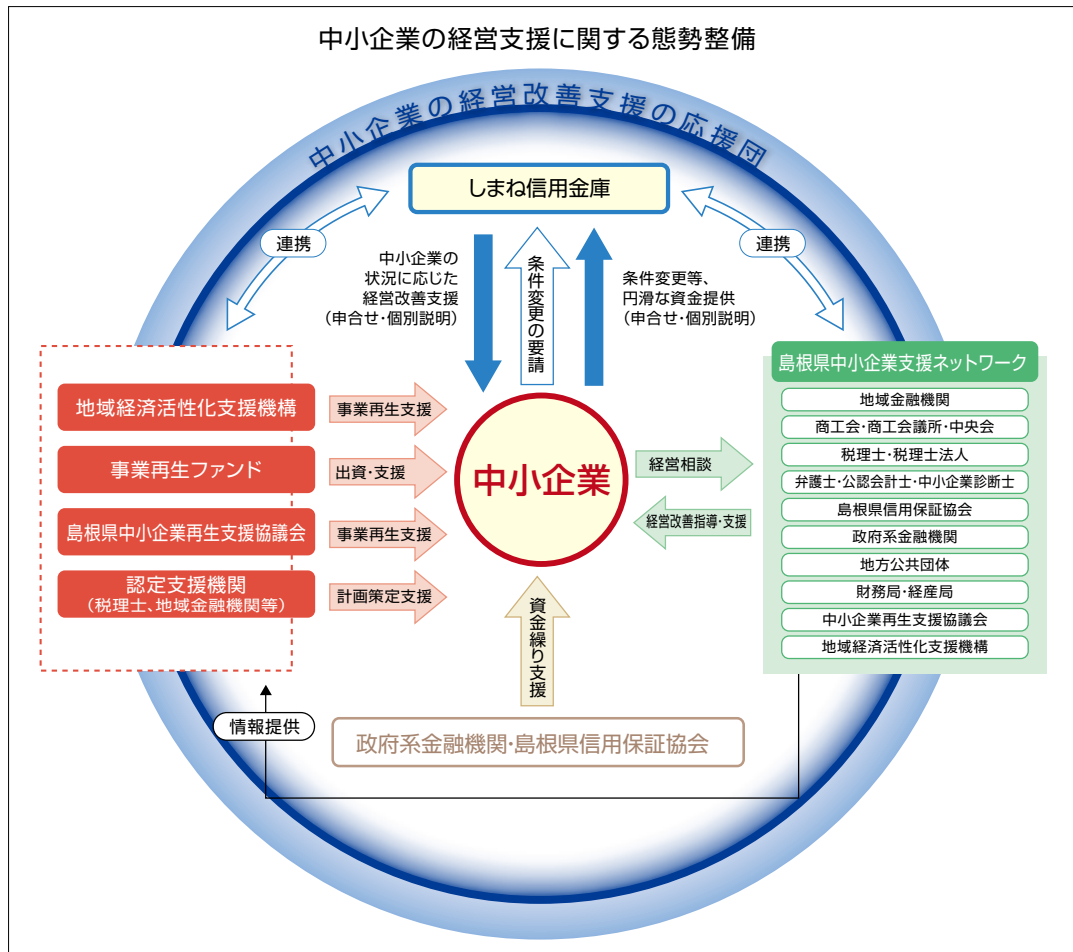 中小企業の経営支援に関する態勢整備
中小企業の経営改善支援の応援団
しまね信用金庫
連携
連携
中小企業の
状況に応じた
経営改善支援
（申合せ・個別説明）
条件変更の要請
条件変更等、
円滑な資金提供
（申合せ・個別説明）
地域経済活性化支援機構
事業再生ファンド
島根県中小企業再生支援協議会
認定支援機関
（税理士、地域金融機関等）
事業再生支援
出資・支援
事業再生支援
計画策定支援
中小企業
経営相談
経営改善指導・支援
島根県中小企業支援ネットワーク
地域金融機関
商工会・商工会議所・中央会
税理士・税理士法人
弁護士・公認会計士・中小企業診断士
島根県信用保証協会
政府系金融機関
地方公共団体
財務局・経産局
中小企業再生支援協議会
地域経済活性化支援機構
資金繰り支援
情報提供
政府系金融機関・島根県信用保証協会